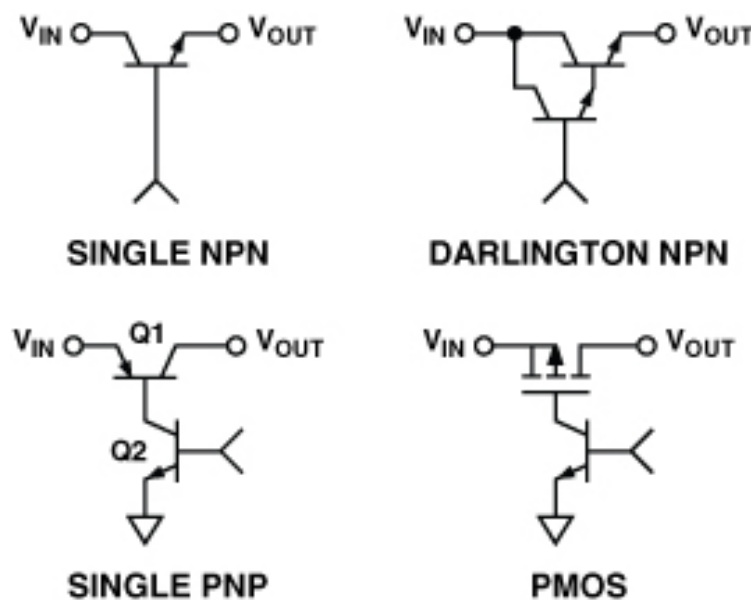 VIN VOUT
VIN VOUT
SINGLE NPN
DARLINGTON NPN
VIN Q1 VOUT
Q2
VIN VOUT
SINGLE PNP
PMOS